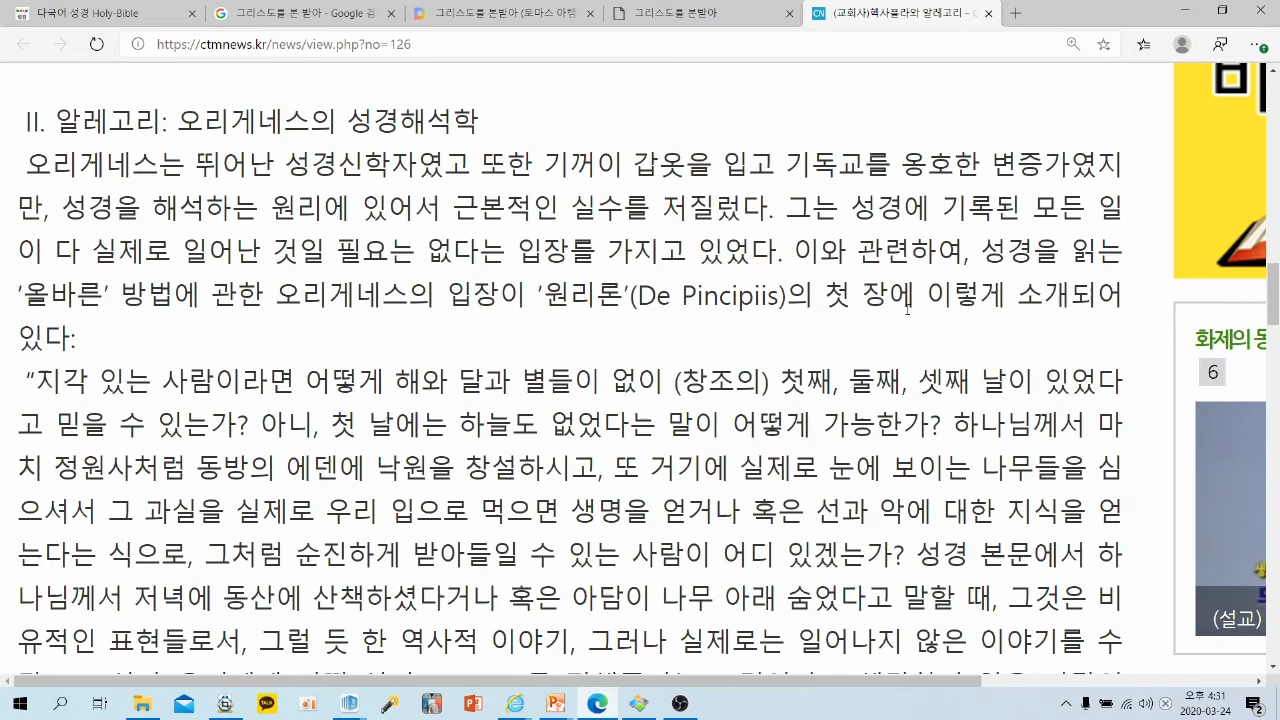 다국어 성경 Holy-Bible
그리스도를 본 받아 - Google 검
그리스도를 본받아 (토마스 아켐
그리스도를 본받아
(교회사)헥사플라와 알레고리 -
https://ctmnews.kr/news/view.php?no=126
II. 알레고리: 오리게네스의 성경해석학
오리게네스는 뛰어난 성경신학자였고 또한 기꺼이 갑옷을 입고 기독교를 옹호한 변증가였지
만, 성경을 해석하는 원리에 있어서 근본적인 실수를 저질렀다. 그는 성경에 기록된 모든 일
이 다 실제로 일어난 것일 필요는 없다는 입장를 가지고 있었다. 이와 관련하여, 성경을 읽는
'올바른' 방법에 관한 오리게네스의 입장이 '원리론'(De Pincipiis)의 첫 장에 이렇게 소개되어
있다:
"지각 있는 사람이라면 어떻게 해와 달과 별들이 없이 (창조의) 첫째, 둘째, 셋째 날이 있었다
고 믿을 수 있는가? 아니, 첫 날에는 하늘도 없었다는 말이 어떻게 가능한가? 하나님께서 마
치 정원사처럼 동방의 에덴에 낙원을 창설하시고, 또 거기에 실제로 눈에 보이는 나무들을 심
으셔서 그 과실을 실제로 우리 입으로 먹으면 생명을 얻거나 혹은 선과 악에 대한 지식을 얻
는다는 식으로, 그처럼 순진하게 받아들일 수 있는 사람이 어디 있겠는가? 성경 본문에서 하
나님께서 저녁에 동산에 산책하셨다거나 혹은 아담이 나무 아래 숨었다고 말할 때, 그것은 비
유적인 표현들로서, 그럴 듯 한 역사적 이야기, 그러나 실제로는 일어나지 않은 이야기를 수
화제의 동
6
(설교)
오후 4:31
2020-03-24